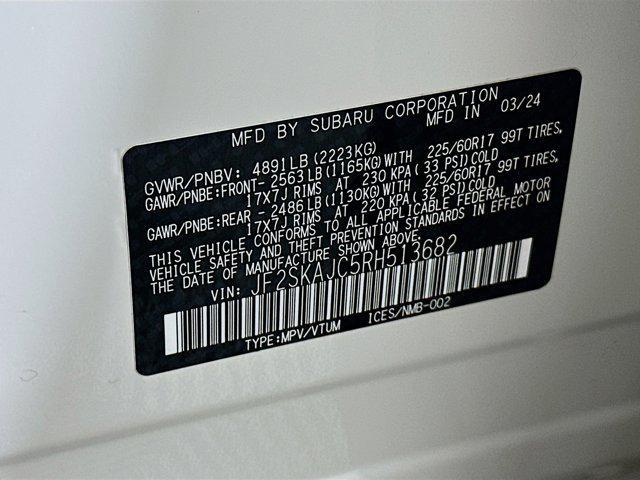 MFD BY SUBARU CORPORATION
MFD IN 03/24
GVWR/PNBV: 4891LB(2223KG)
GAWR/PNBE:FRONT- 2563LB(1165KG)WITH 225/60R17 99T TIRES,
17X7J RIMS AT 230 KPA(33 PSI)COLD
GAWR/PNBE:REAR - 2486LB(1130KG)WITH 225/60R17 99T TIRES,
17X7J RIMS AT 220 KPA(32 PSI)COLD
THIS VEHICLE CONFORMS TO ALL APPLICABLE FEDERAL MOTOR
VEHICLE SAFETY AND THEFT PREVENTION STANDARDS IN EFFECT ON
THE DATE OF MANUFACTURE SHOWN ABOVE.
VIN: JF2SKAJC5RH513682
TYPE:MPV/VTUM ICES/NMB-002